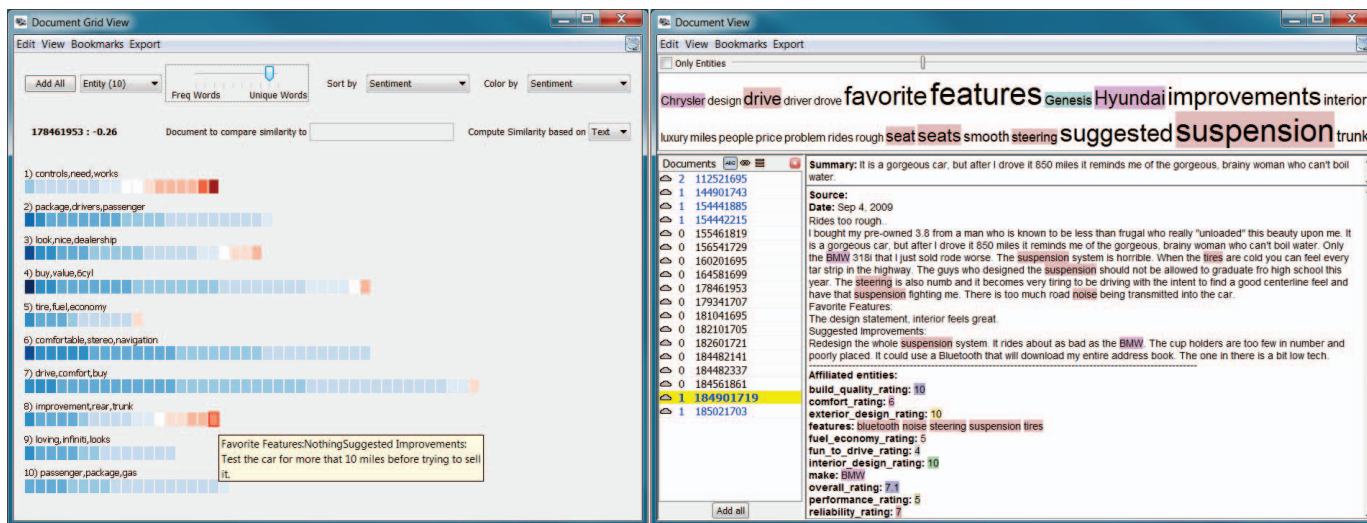 Document Grid View
Edit View Bookmarks Export
Add All Entity (10) Freq Words Unique Words Sort by Sentiment Color by Sentiment
178461953 : -0.26 Document to compare similarity to Compute Similarity based on Text
1) controls,need,works
2) package,drivers,passenger
3) look,nice,dealership
4) buy,value,6cyl
5) tire,fuel,economy
6) comfortable,stereo,navigation
7) drive,comfort,buy
8) improvement,rear,trunk
9) loving,infiniti,looks
10) passenger,package,gas
Favorite Features:NothingSuggested Improvements:
Test the car for more that 10 miles before trying to sell
it.
Document View
Edit View Bookmarks Export
Only Entities
Chrysler design drive driver drove favorite features Genesis Hyundai improvements interior
luxury miles people price problem rides rough seat seats smooth steering suggested suspension trunk
Documents ABC
2 112521695
1 144901743
1 154441885
1 154442215
0 155461819
0 156541729
0 160201695
0 164581699
0 178461953
0 179341707
0 181041695
0 182101705
0 182601721
0 184482141
0 184482337
0 184561861
1 184901719
1 185021703
Add all
Summary: It is a gorgeous car, but after I drove it 850 miles it reminds me of the gorgeous, brainy woman who can't boil
water.
Source:
Date: Sep 4, 2009
Rides too rough..
I bought my pre-owned 3.8 from a man who is known to be less than frugal who really "unloaded" this beauty upon me. It
is a gorgeous car, but after I drove it 850 miles it reminds me of the gorgeous, brainy woman who can't boil water. Only
the BMW 318i that I just sold rode worse. The suspension system is horrible. When the tires are cold you can feel every
tar strip in the highway. The guys who designed the suspension should not be allowed to graduate fro high school this
year. The steering is also numb and it becomes very tiring to be driving with the intent to find a good centerline feel and
have that suspension fighting me. There is too much road noise being transmitted into the car.
Favorite Features:
The design statement, interior feels great.
Suggested Improvements:
Redesign the whole suspension system. It rides about as bad as the BMW. The cup holders are too few in number and
poorly placed. It could use a Bluetooth that will download my entire address book. The one in there is a bit low tech.
Affiliated entities:
build_quality_rating: 10
comfort_rating: 6
exterior_design_rating: 10
features: bluetooth noise steering suspension tires
fuel_economy_rating: 5
fun_to_drive_rating: 4
interior_design_rating: 10
make: BMW
overall_rating: 7.1
performance_rating: 5
reliability_rating: 7